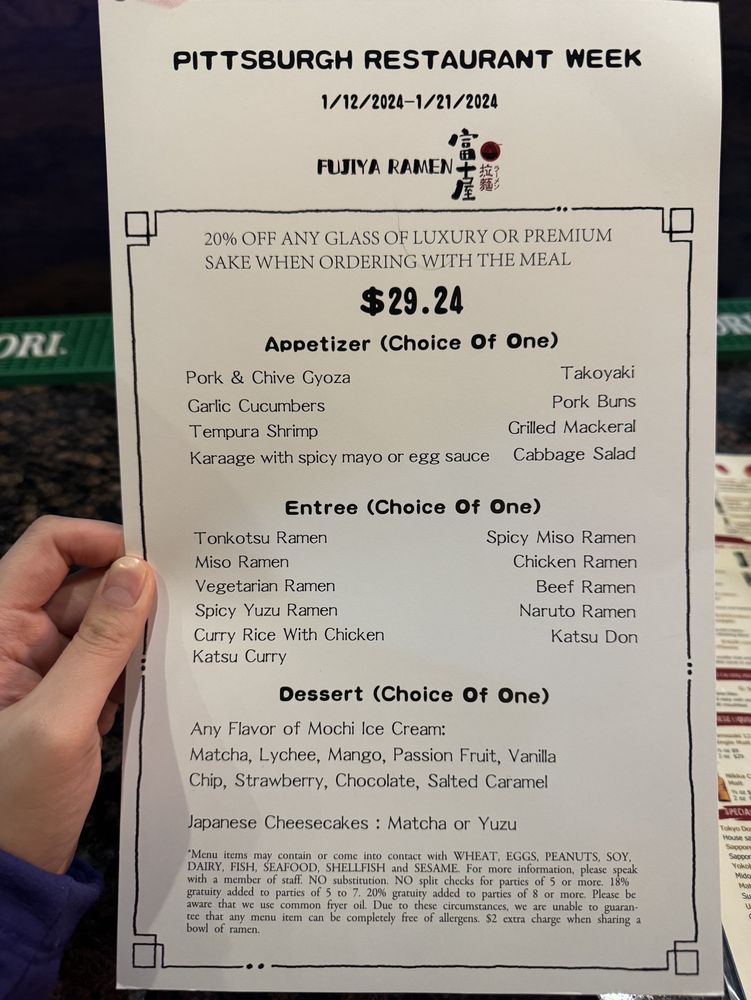 PITTSBURGH RESTAURANT WEEK
1/12/2024-1/21/2024
FUJIYA RAMEN
富士屋
拉麺
ラーメン
20% OFF ANY GLASS OF LUXURY OR PREMIUM
SAKE WHEN ORDERING WITH THE MEAL
$29.24
Appetizer (Choice Of One)
Pork & Chive Gyoza Takoyaki
Garlic Cucumbers Pork Buns
Tempura Shrimp Grilled Mackeral
Karaage with spicy mayo or egg sauce Cabbage Salad
Entree (Choice Of One)
Tonkotsu Ramen Spicy Miso Ramen
Miso Ramen Chicken Ramen
Vegetarian Ramen Beef Ramen
Spicy Yuzu Ramen Naruto Ramen
Curry Rice With Chicken Katsu Don
Katsu Curry
Dessert (Choice Of One)
Any Flavor of Mochi Ice Cream:
Matcha, Lychee, Mango, Passion Fruit, Vanilla
Chip, Strawberry, Chocolate, Salted Caramel
Japanese Cheesecakes : Matcha or Yuzu
*Menu items may contain or come into contact with WHEAT, EGGS, PEANUTS, SOY,
DAIRY, FISH, SEAFOOD, SHELLFISH and SESAME. For more information, please speak
with a member of staff. NO substitution. NO split checks for parties of 5 or more. 18%
gratuity added to parties of 5 to 7. 20% gratuity added to parties of 8 or more. Please be
aware that we use common fryer oil. Due to these circumstances, we are unable to guaran-
tee that any menu item can be completely free of allergens. $2 extra charge when sharing a
bowl of ramen.
ORI.